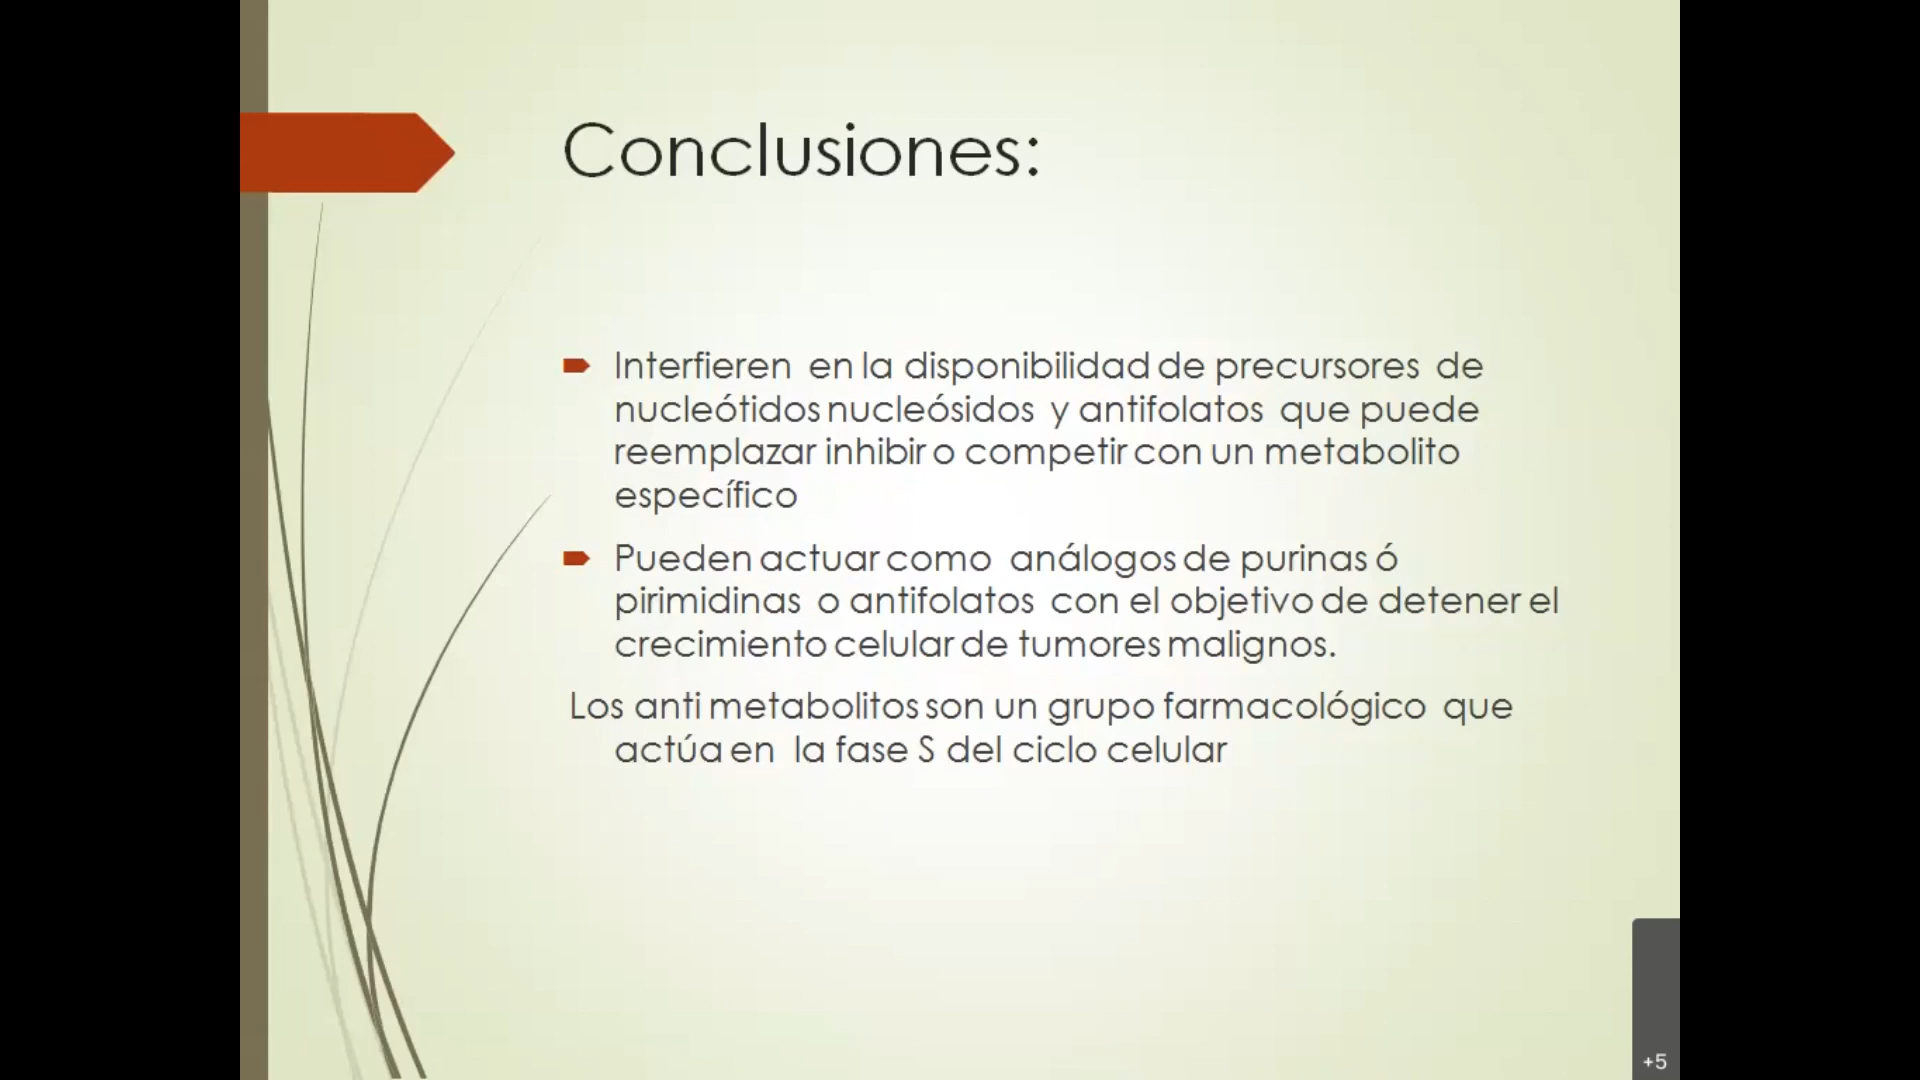 Conclusiones:
Interfieren en la disponibilidad de precursores de
nucleótidos nucleósidos y antifolatos que puede
reemplazar inhibir o competir con un metabolito
específico
Pueden actuar como análogos de purinas ó
pirimidinas o antifolatos con el objetivo de detener el
crecimiento celular de tumores malignos.
Los anti metabolitos son un grupo farmacológico que
actúa en la fase S del ciclo celular
+5